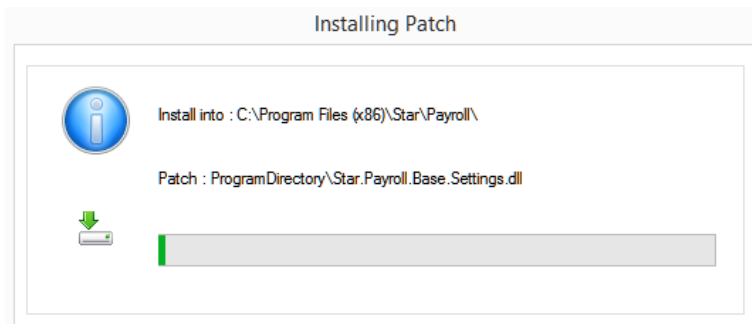 Installing Patch
Install into : C:\Program Files (x86)\Star\Payroll\
Patch : ProgramDirectory\Star.Payroll.Base.Settings.dll